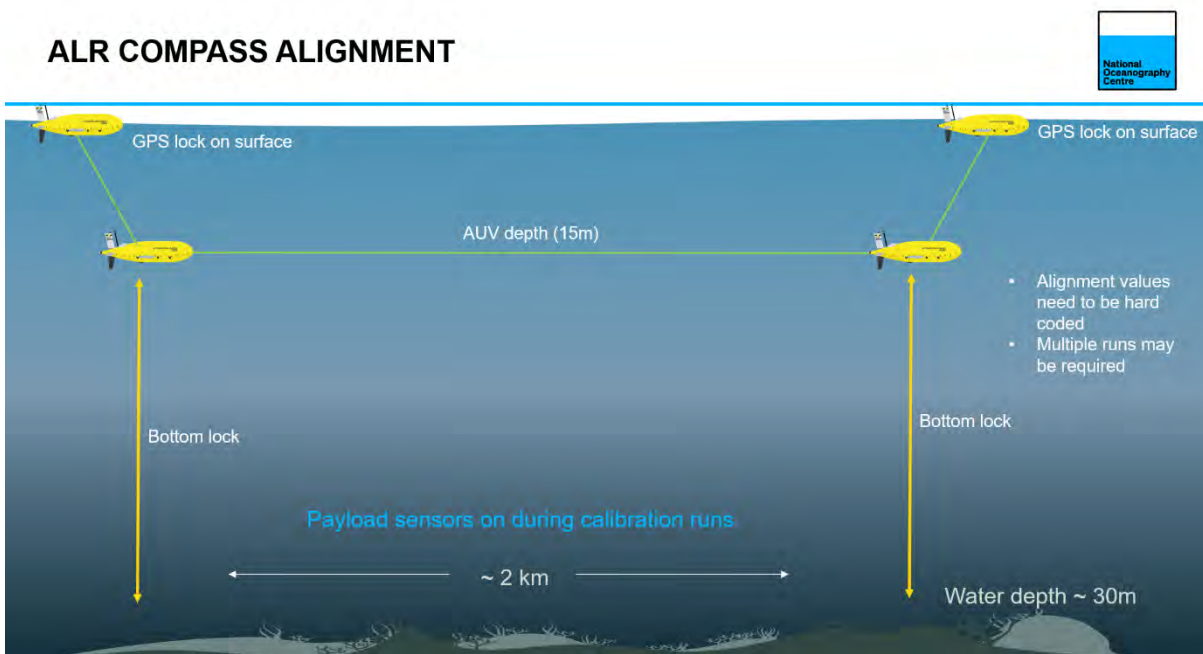 ALR COMPASS ALIGNMENT
National
Oceanography
Centre
GPS lock on surface
GPS lock on surface
AUV depth (15m)
• Alignment values
need to be hard
coded
• Multiple runs may
be required
Bottom lock
Bottom lock
Payload sensors on during calibration runs
~ 2 km
Water depth ~ 30m